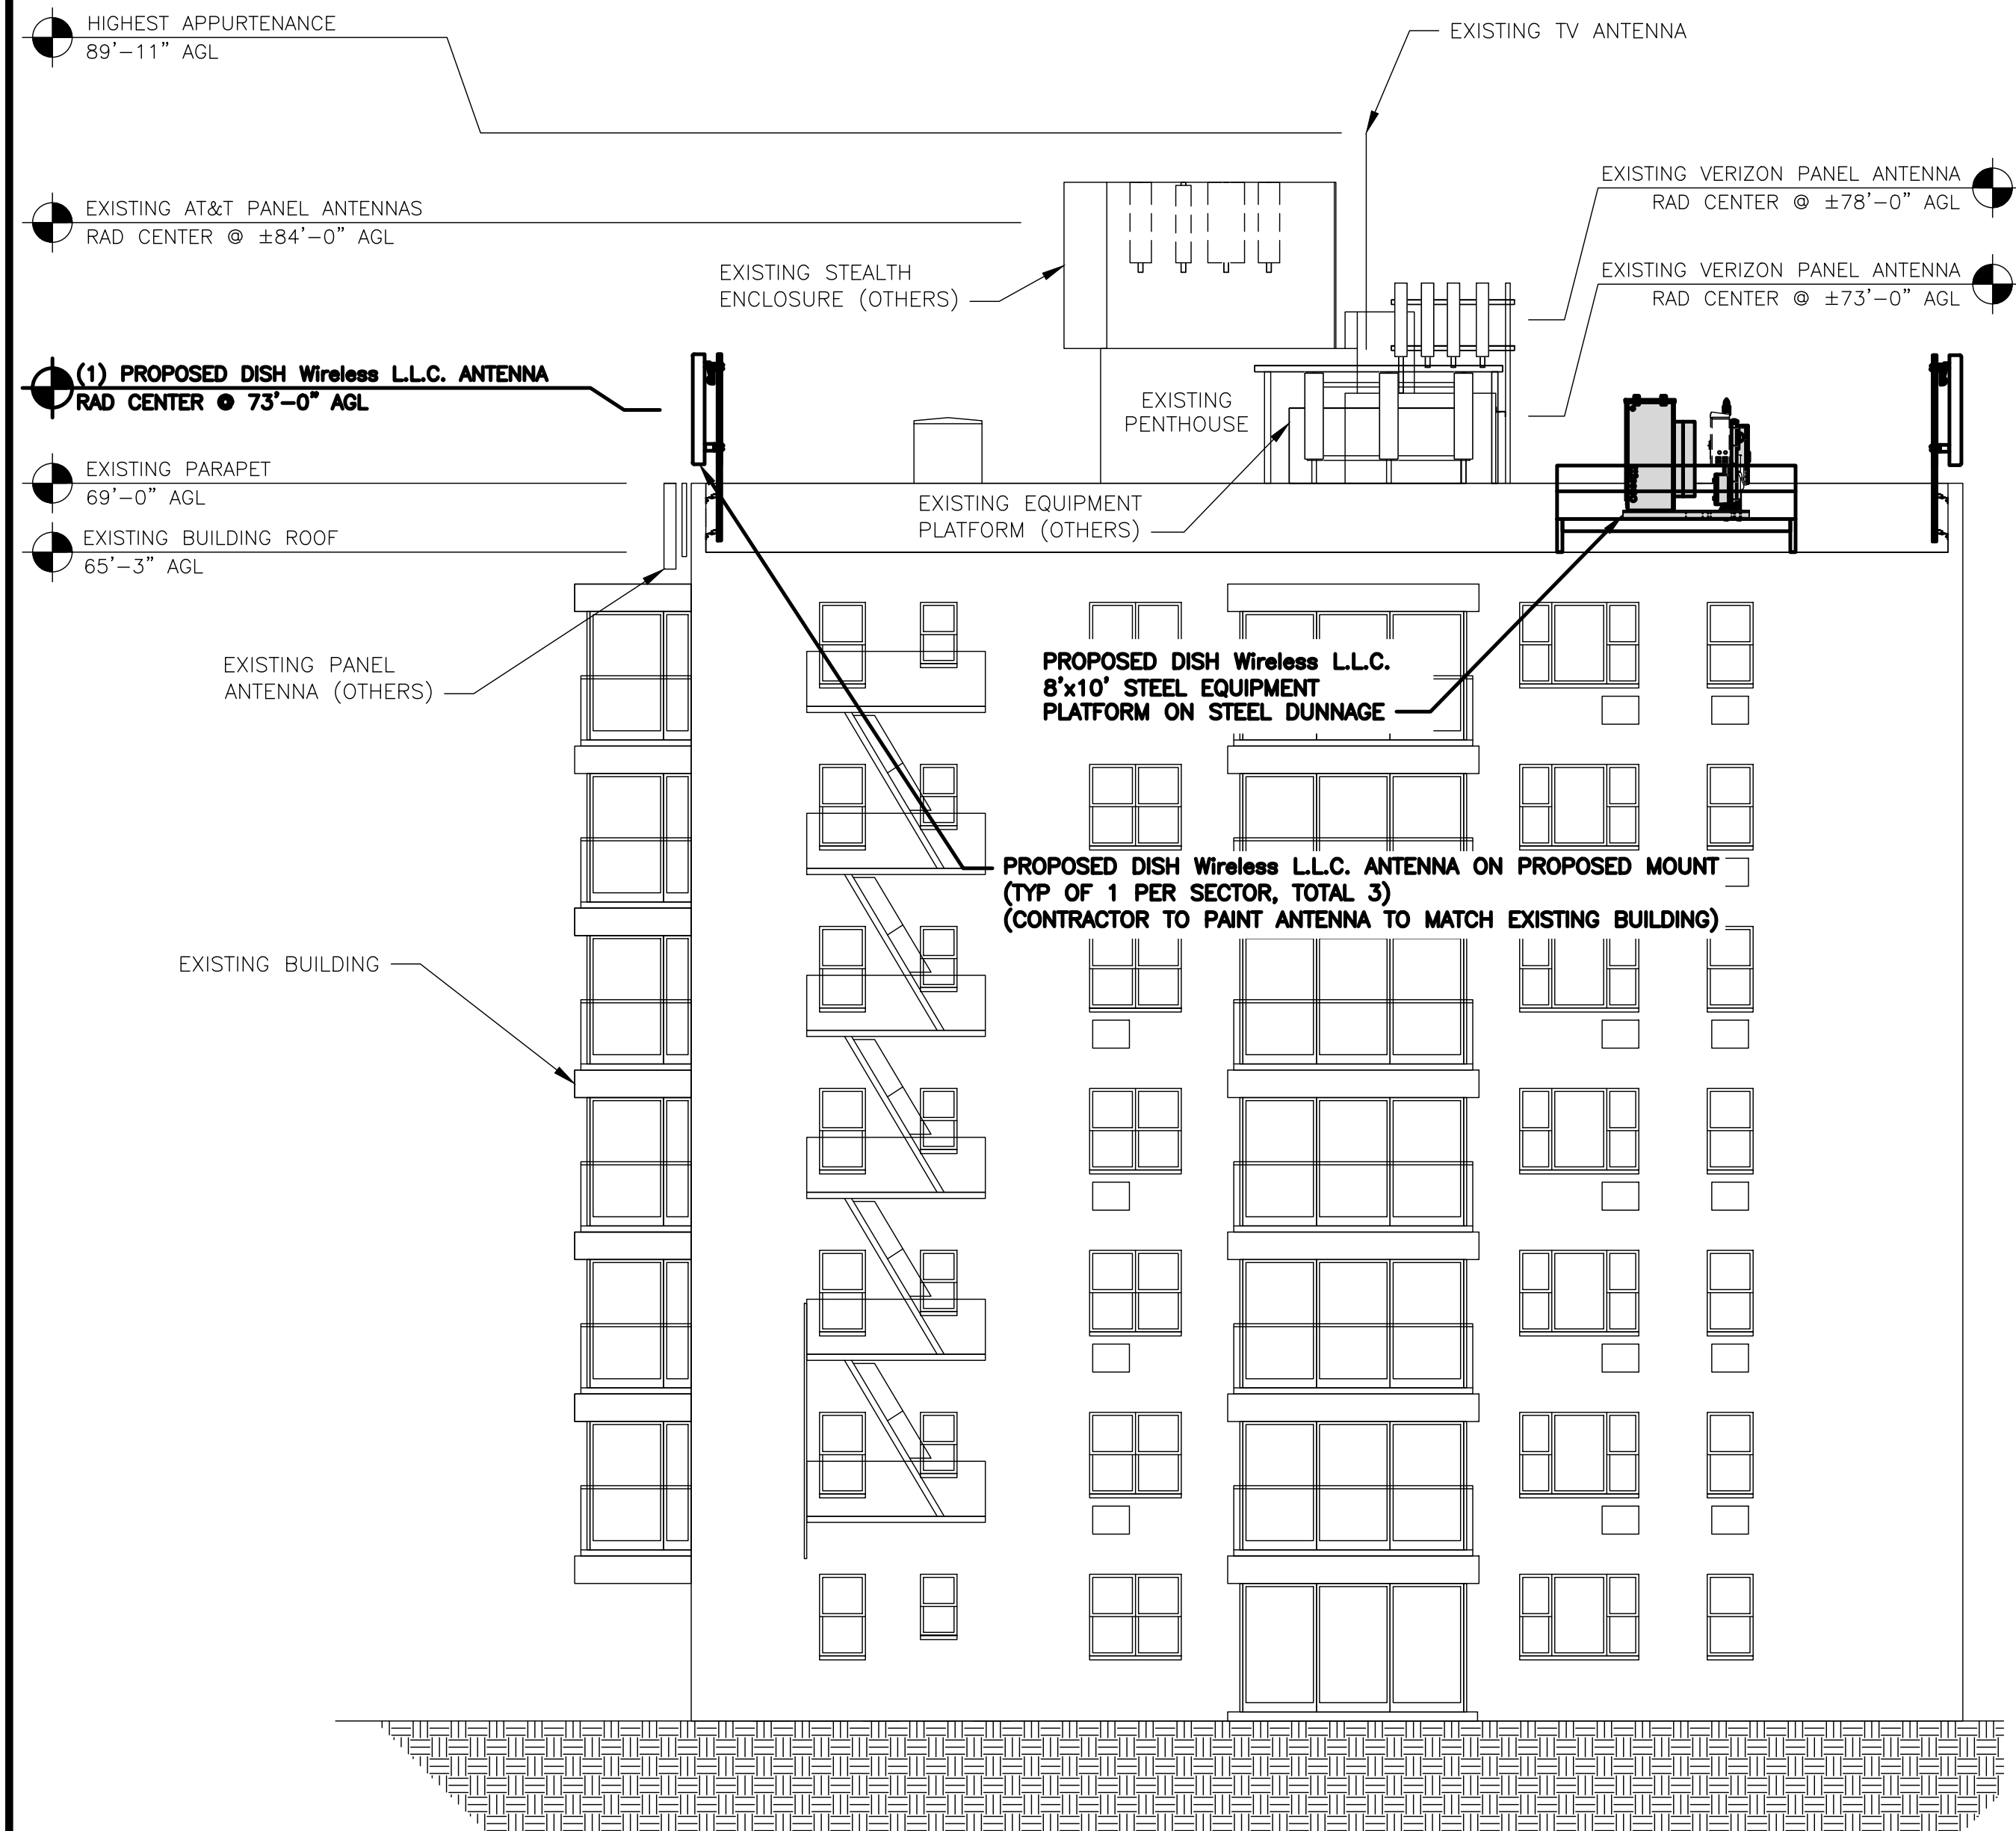 HIGHEST APPURTENANCE
89'-11" AGL
EXISTING TV ANTENNA
EXISTING AT&T PANEL ANTENNAS
RAD CENTER @ ±84'-0" AGL
EXISTING VERIZON PANEL ANTENNA
RAD CENTER @ ±78'-0" AGL
EXISTING STEALTH
ENCLOSURE (OTHERS)
EXISTING VERIZON PANEL ANTENNA
RAD CENTER @ ±73'-0" AGL
(1) PROPOSED DISH Wireless L.L.C. ANTENNA
RAD CENTER @ 73'-0" AGL
EXISTING
PENTHOUSE
EXISTING PARAPET
69'-0" AGL
EXISTING EQUIPMENT
PLATFORM (OTHERS)
EXISTING BUILDING ROOF
65'-3" AGL
EXISTING PANEL
ANTENNA (OTHERS)
PROPOSED DISH Wireless L.L.C.
8'x10' STEEL EQUIPMENT
PLATFORM ON STEEL DUNNAGE
PROPOSED DISH Wireless L.L.C. ANTENNA ON PROPOSED MOUNT
(TYP OF 1 PER SECTOR, TOTAL 3)
(CONTRACTOR TO PAINT ANTENNA TO MATCH EXISTING BUILDING)
EXISTING BUILDING